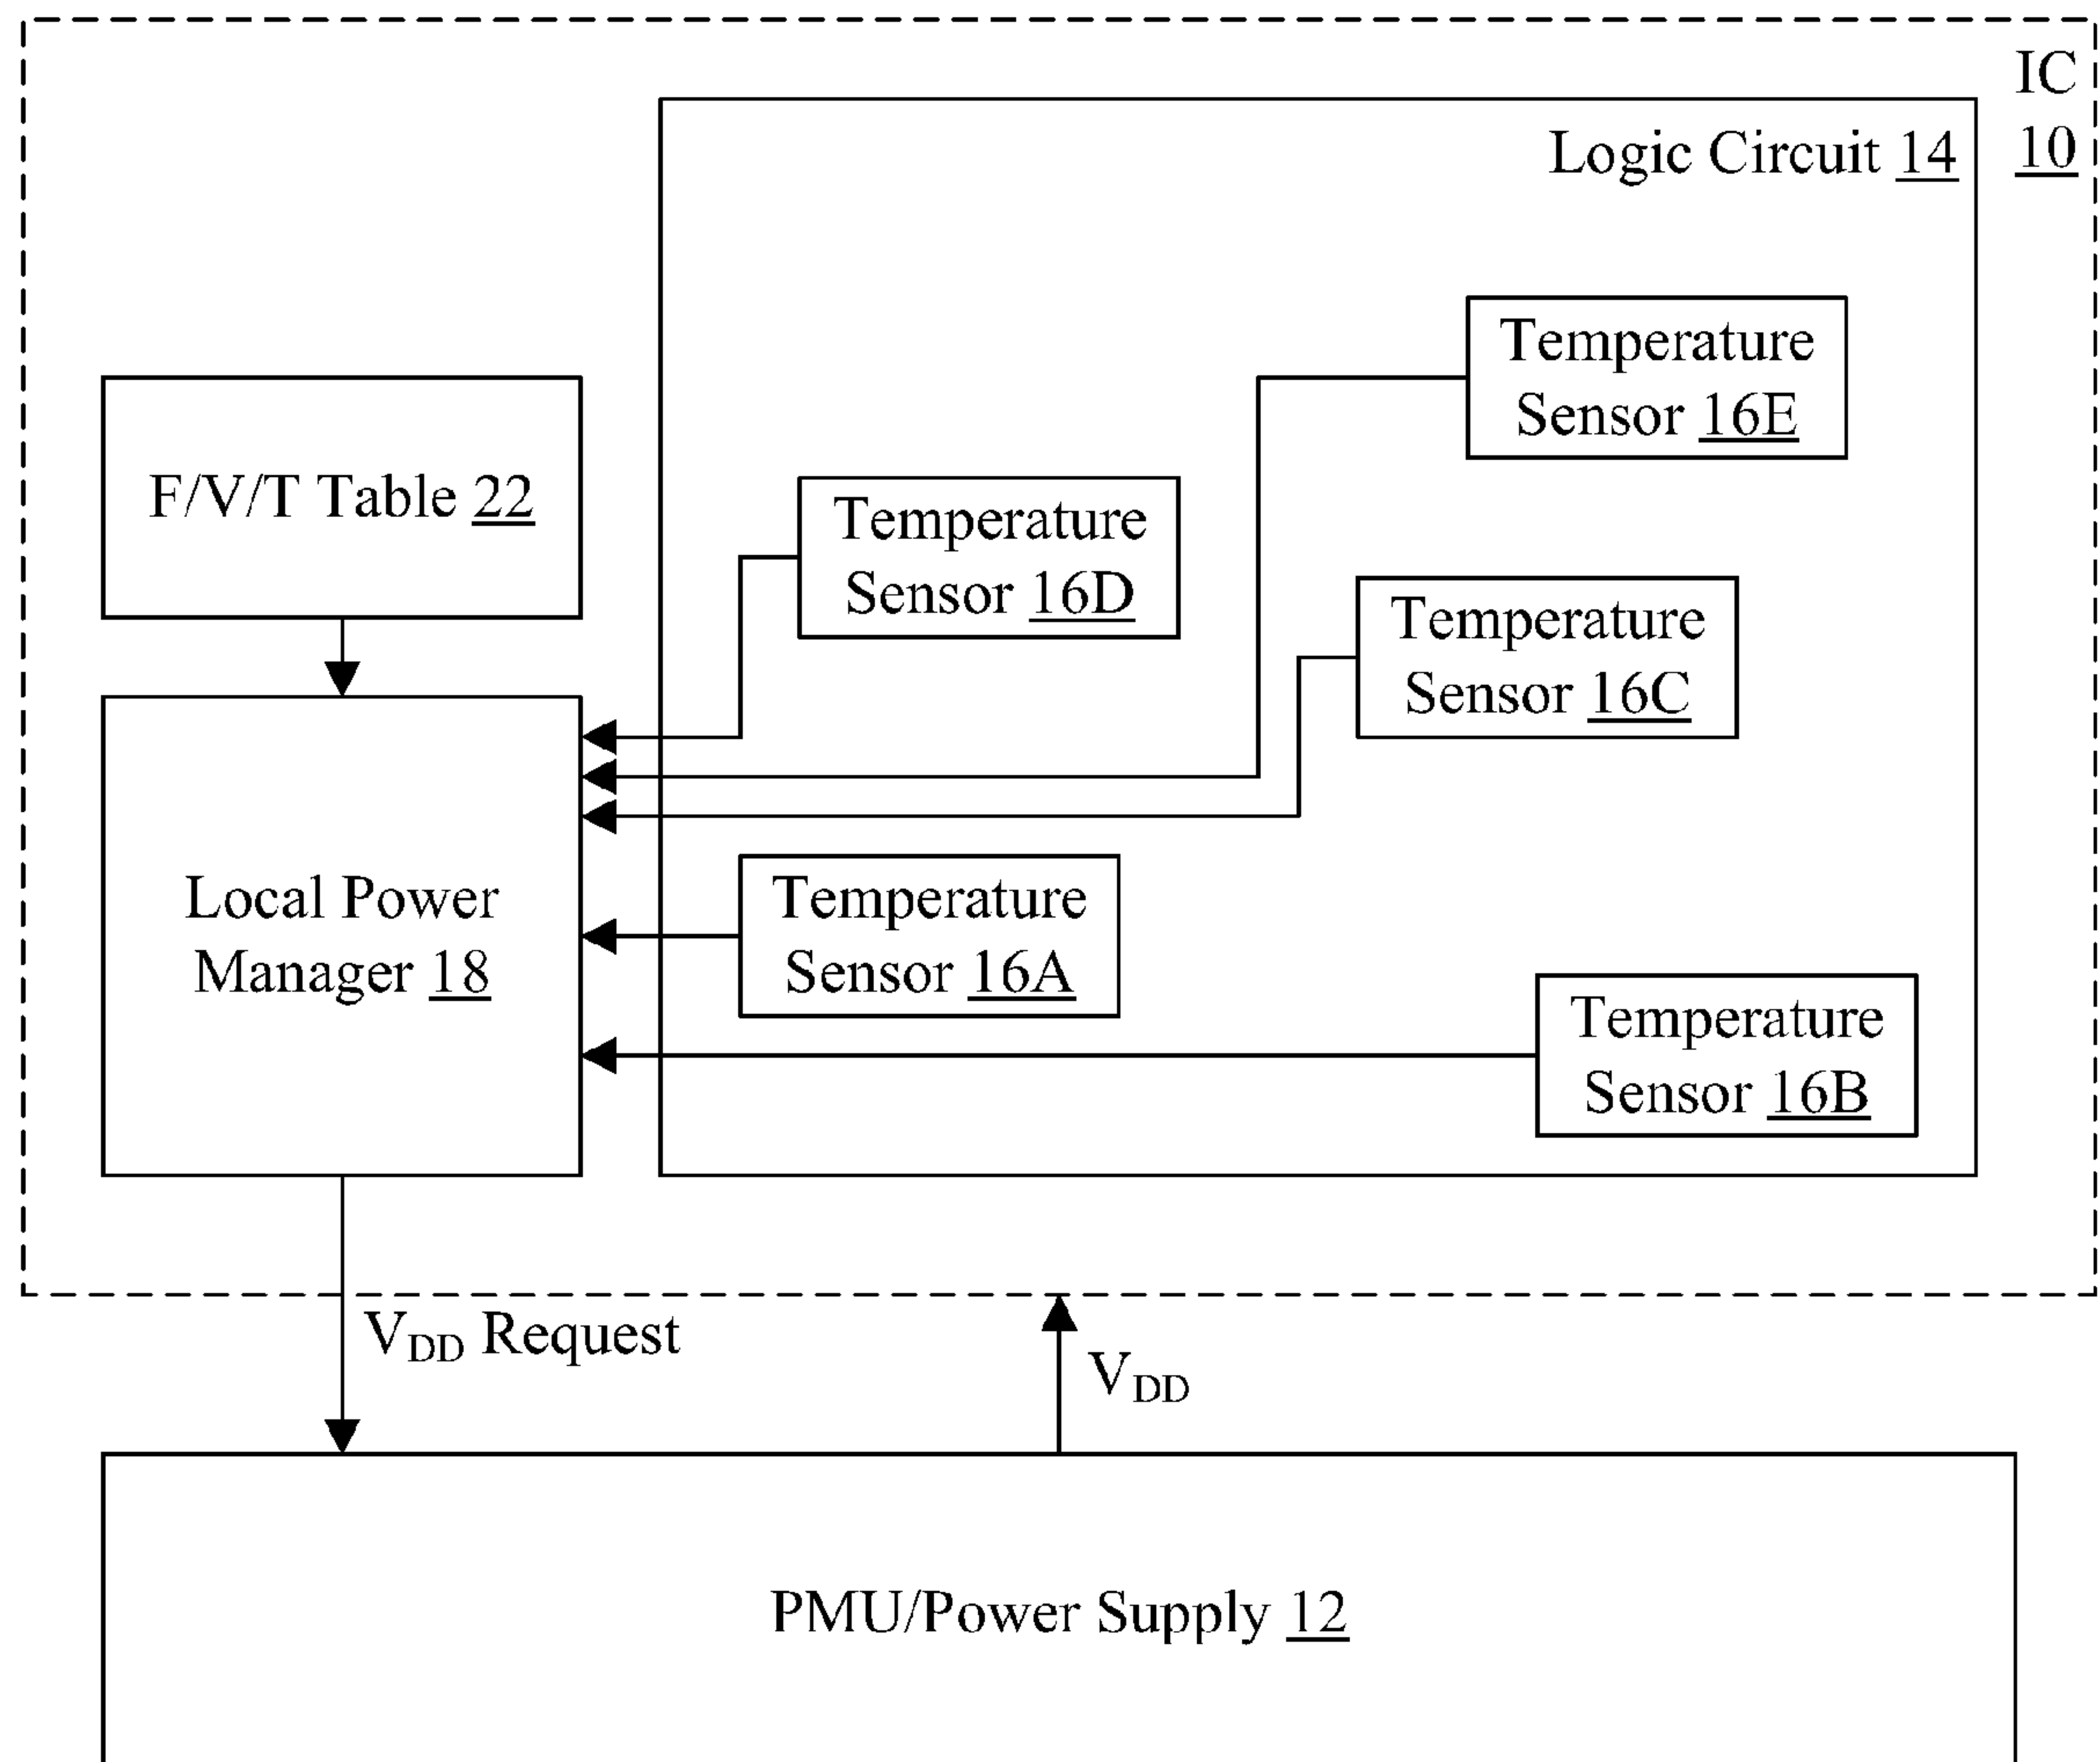 IC
10
Logic Circuit 14
Temperature
Sensor 16E
F/V/T Table 22
Temperature
Sensor 16D
Temperature
Sensor 16C
Local Power
Manager 18
Temperature
Sensor 16A
Temperature
Sensor 16B
VDD Request
VDD
PMU/Power Supply 12